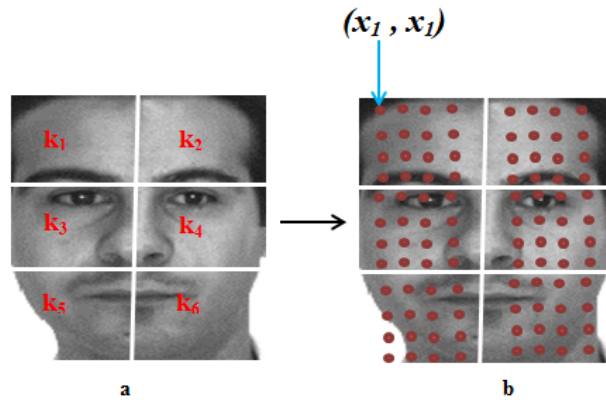 (x₁ , x₁)
k₁ k₂
k₃ k₄
k₅ k₆
a b